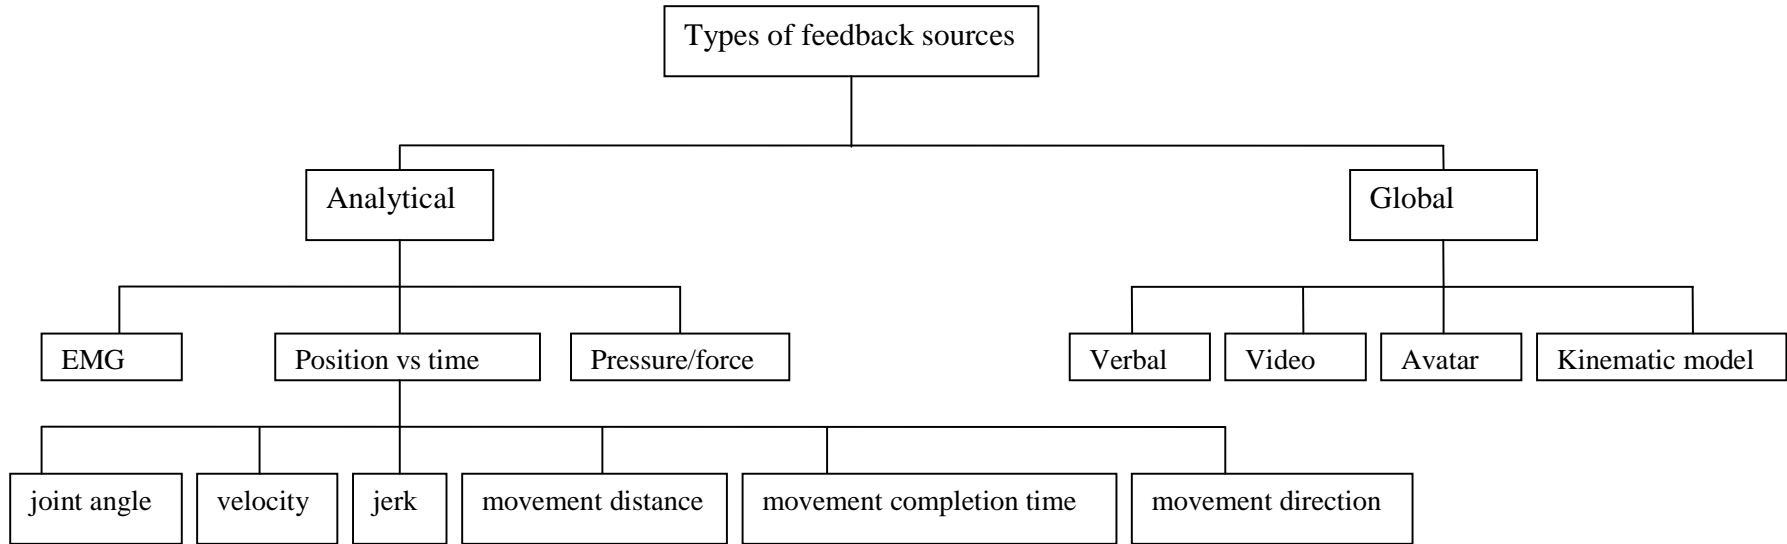 Types of feedback sources
Analytical
Global
EMG
Position vs time
Pressure/force
Verbal
Video
Avatar
Kinematic model
joint angle
velocity
jerk
movement distance
movement completion time
movement direction